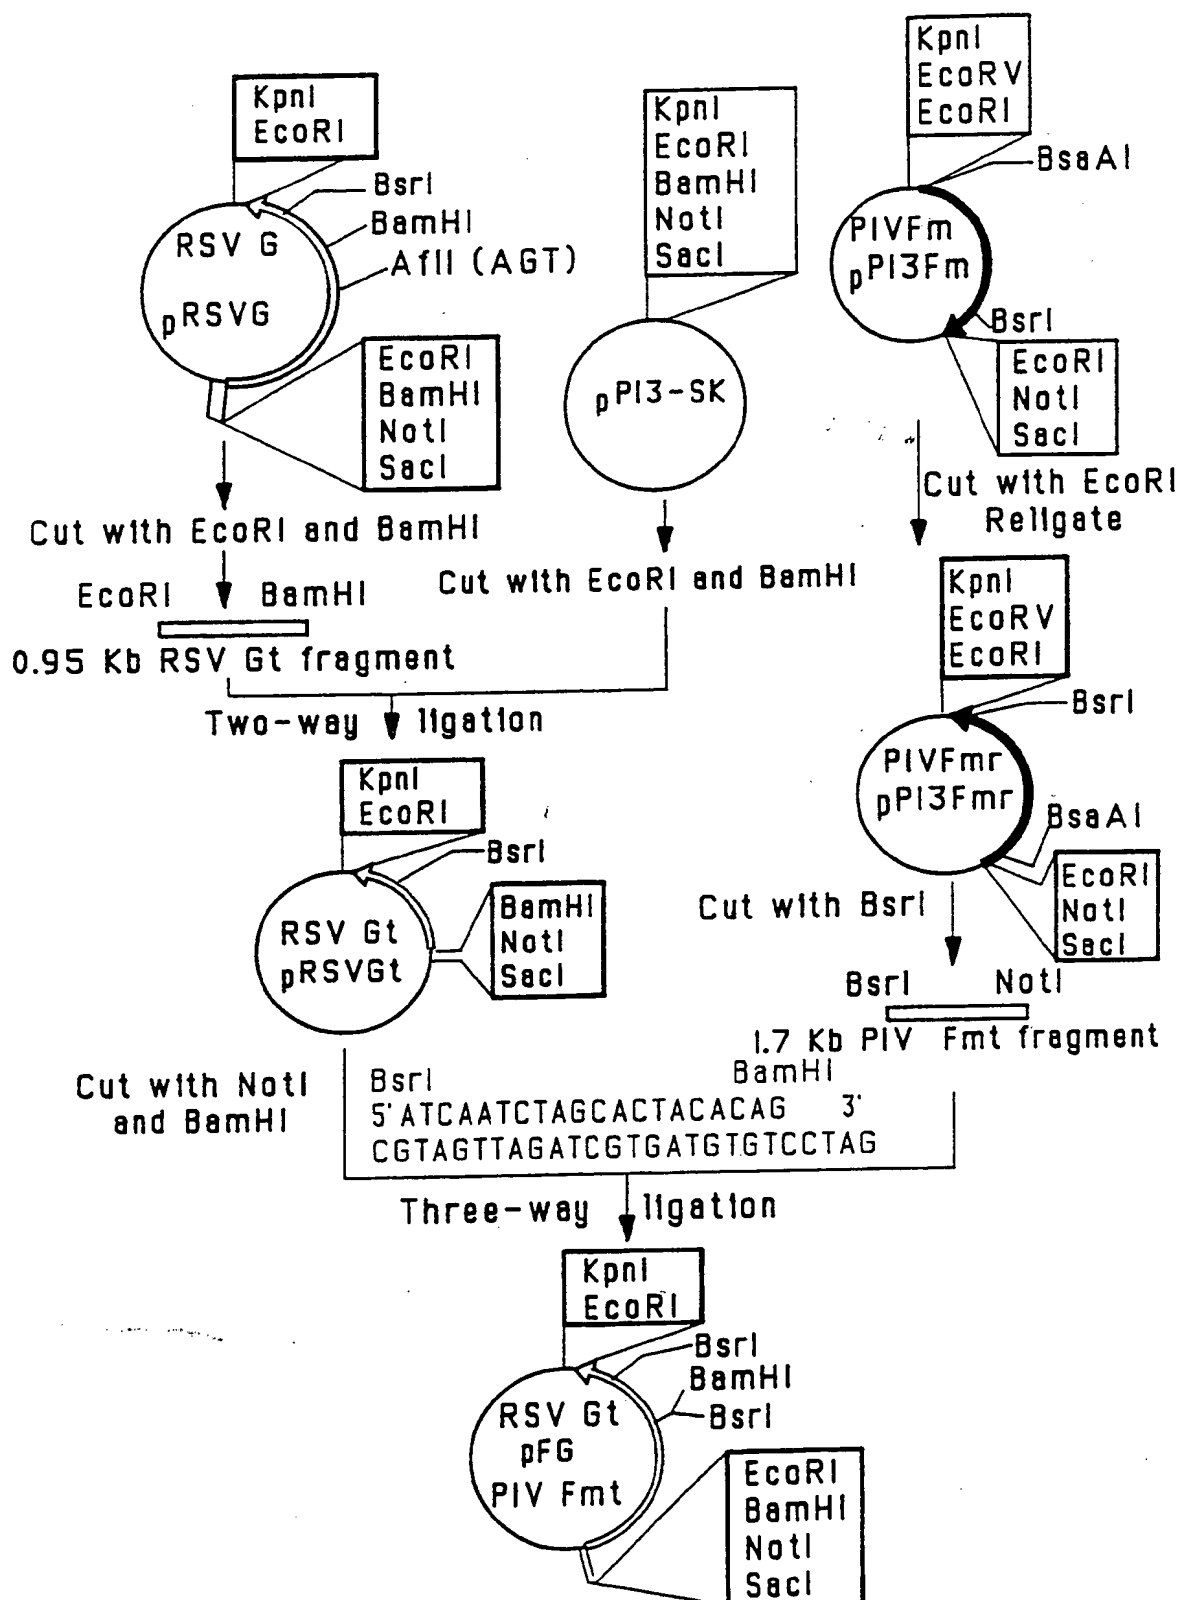 KpnI
EcoRI
BsrI
BamHI
AflI (AGT)
RSV G
pRSVG
EcoRI
BamHI
NotI
SacI
Cut with EcoRI and BamHI
EcoRI BamHI
0.95 Kb RSV Gt fragment
KpnI
EcoRI
BamHI
NotI
SacI
pPI3-SK
Cut with EcoRI and BamHI
KpnI
EcoRV
EcoRI
BsaAI
PIVFm
pPI3Fm
BsrI
EcoRI
NotI
SacI
Cut with EcoRI
Religate
KpnI
EcoRV
EcoRI
BsrI
PIVFmr
pPI3Fmr
BsaAI
EcoRI
NotI
SacI
Cut with BsrI
BsrI NotI
1.7 Kb PIV Fmt fragment
Two-way ligation
KpnI
EcoRI
BsrI
RSV Gt
pRSVGt
BamHI
NotI
SacI
Cut with NotI
and BamHI
BsrI BamHI
5'ATCAATCTAGCACTACACAG 3'
CGTAGTTAGATCGTGATGTGTCCTAG
Three-way ligation
KpnI
EcoRI
BsrI
BamHI
BsrI
RSV Gt
pFG
PIV Fmt
EcoRI
BamHI
NotI
SacI